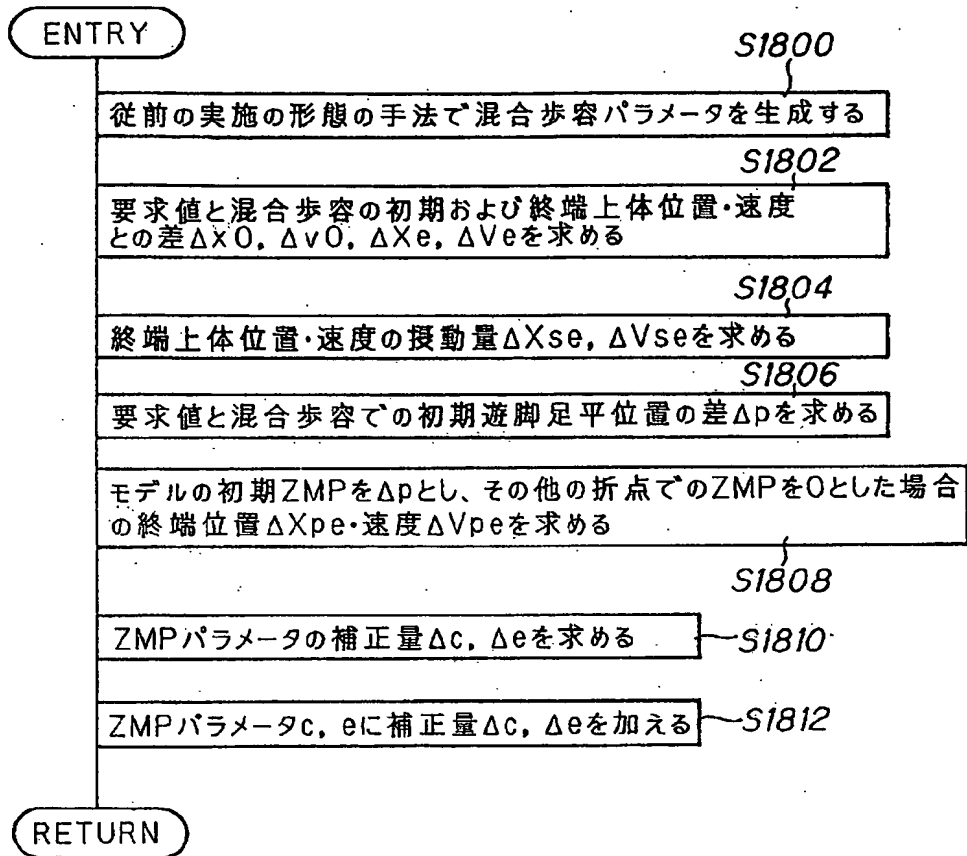 ENTRY
S1800
従前の実施の形態の手法で混合歩容パラメータを生成する
S1802
要求値と混合歩容の初期および終端上体位置・速度
との差Δx0, Δv0, ΔXe, ΔVeを求める
S1804
終端上体位置・速度の摂動量ΔXse, ΔVseを求める
S1806
要求値と混合歩容での初期遊脚足平位置の差Δpを求める
モデルの初期ZMPをΔpとし、その他の折点でのZMPを0とした場合
の終端位置ΔXpe・速度ΔVpeを求める
S1808
ZMPパラメータの補正量Δc, Δeを求める
S1810
ZMPパラメータc, eに補正量Δc, Δeを加える
S1812
RETURN